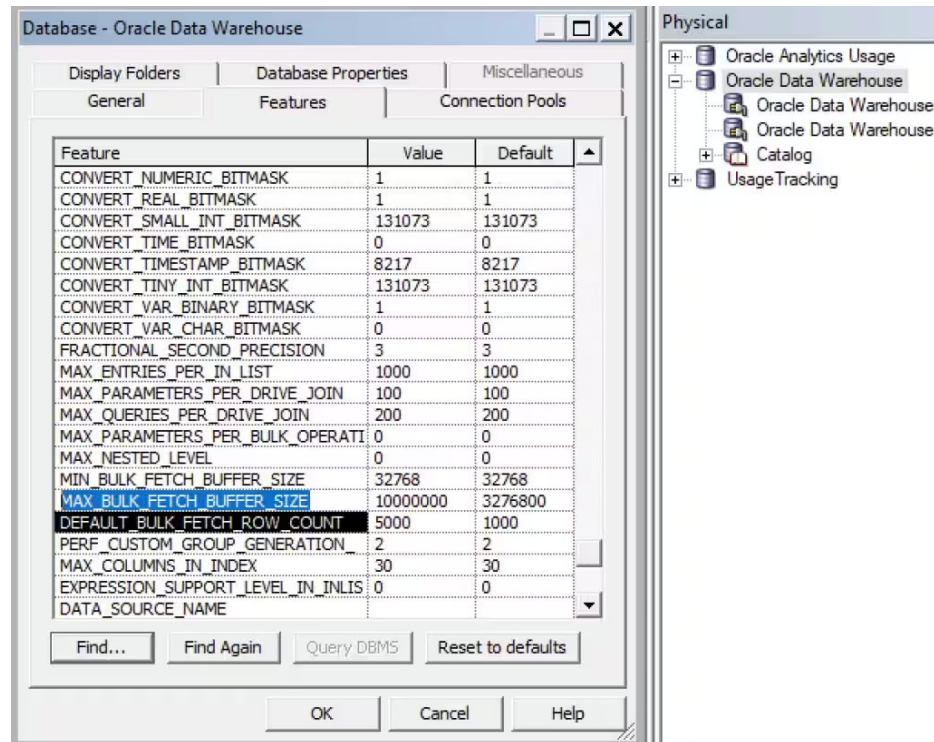 Database - Oracle Data Warehouse
Display Folders Database Properties Miscellaneous
General Features Connection Pools
Feature Value Default
CONVERT_NUMERIC_BITMASK 1 1
CONVERT_REAL_BITMASK 1 1
CONVERT_SMALL_INT_BITMASK 131073 131073
CONVERT_TIME_BITMASK 0 0
CONVERT_TIMESTAMP_BITMASK 8217 8217
CONVERT_TINY_INT_BITMASK 131073 131073
CONVERT_VAR_BINARY_BITMASK 1 1
CONVERT_VAR_CHAR_BITMASK 0 0
FRACTIONAL_SECOND_PRECISION 3 3
MAX_ENTRIES_PER_IN_LIST 1000 1000
MAX_PARAMETERS_PER_DRIVE_JOIN 100 100
MAX_QUERIES_PER_DRIVE_JOIN 200 200
MAX_PARAMETERS_PER_BULK_OPERATI 0 0
MAX_NESTED_LEVEL 0 0
MIN_BULK_FETCH_BUFFER_SIZE 32768 32768
MAX_BULK_FETCH_BUFFER_SIZE 10000000 3276800
DEFAULT_BULK_FETCH_ROW_COUNT 5000 1000
PERF_CUSTOM_GROUP_GENERATION_ 2 2
MAX_COLUMNS_IN_INDEX 30 30
EXPRESSION_SUPPORT_LEVEL_IN_INLIS 0 0
DATA_SOURCE_NAME
Find... Find Again Query DBMS Reset to defaults
OK Cancel Help
Physical
Oracle Analytics Usage
Oracle Data Warehouse
Oracle Data Warehouse
Oracle Data Warehouse
Catalog
UsageTracking